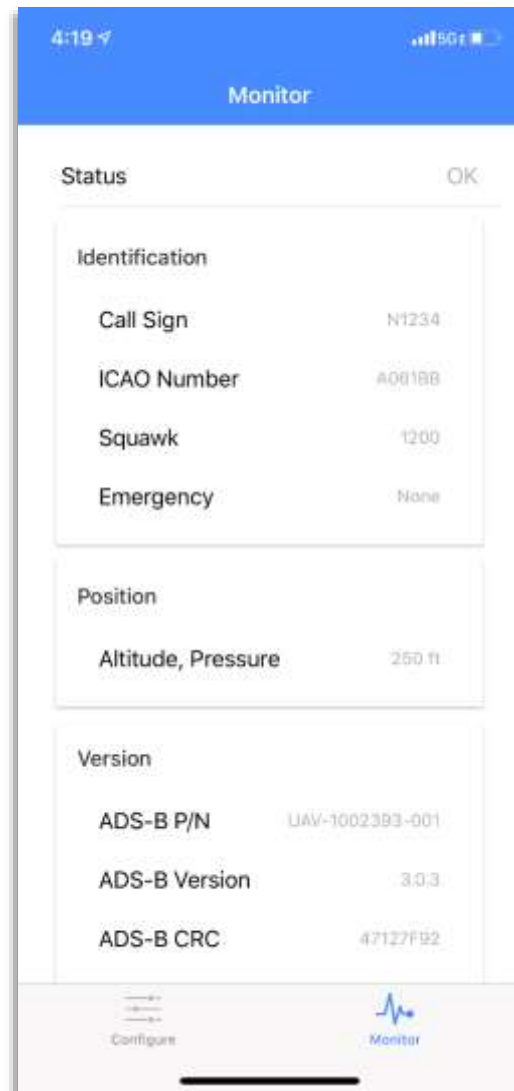 4:19
5G
Monitor
Status OK
Identification
Call Sign N1234
ICAO Number A061BB
Squawk 1200
Emergency None
Position
Altitude, Pressure 250 ft
Version
ADS-B P/N UAV-1002393-001
ADS-B Version 3.0.3
ADS-B CRC 47127F92
Configure Monitor